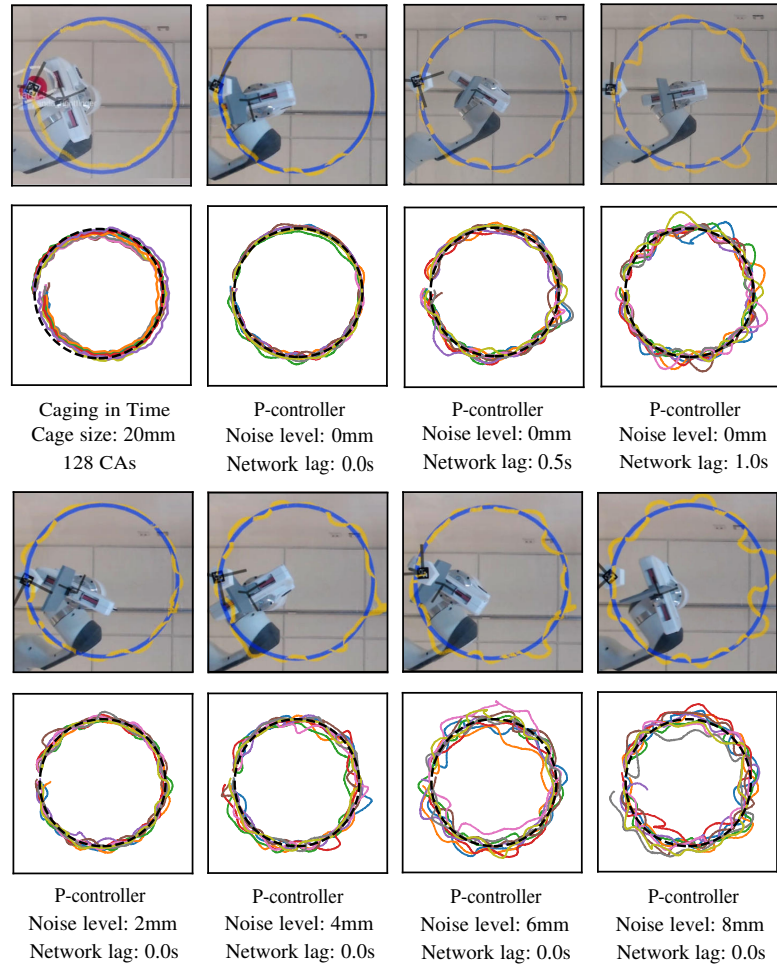 Caging in Time
Cage size: 20mm
128 CAs
P-controller
Noise level: 0mm
Network lag: 0.0s
P-controller
Noise level: 0mm
Network lag: 0.5s
P-controller
Noise level: 0mm
Network lag: 1.0s
P-controller
Noise level: 2mm
Network lag: 0.0s
P-controller
Noise level: 4mm
Network lag: 0.0s
P-controller
Noise level: 6mm
Network lag: 0.0s
P-controller
Noise level: 8mm
Network lag: 0.0s